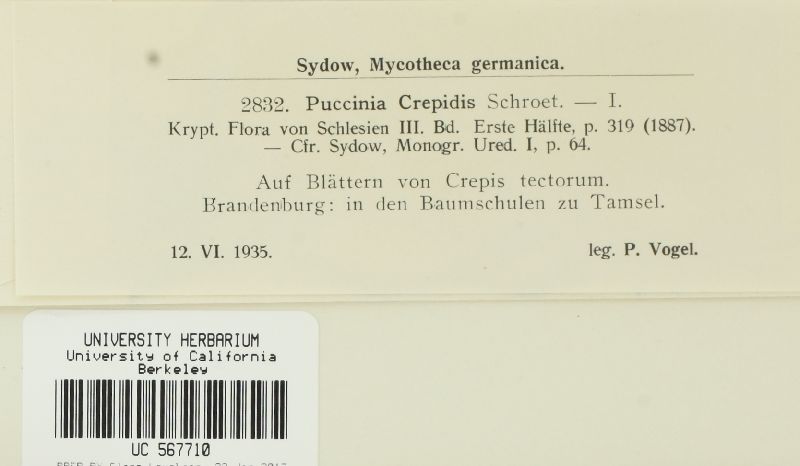 Sydow, Mycotheca germanica.
2832. Puccinia Crepidis Schroet. — I.
Krypt. Flora von Schlesien III. Bd. Erste Hälfte, p. 319 (1887).
— Cfr. Sydow, Monogr. Ured. I, p. 64.
Auf Blättern von Crepis tectorum.
Brandenburg: in den Baumschulen zu Tamsel.
12. VI. 1935. leg. P. Vogel.
UNIVERSITY HERBARIUM
University of California
Berkeley
UC 567710